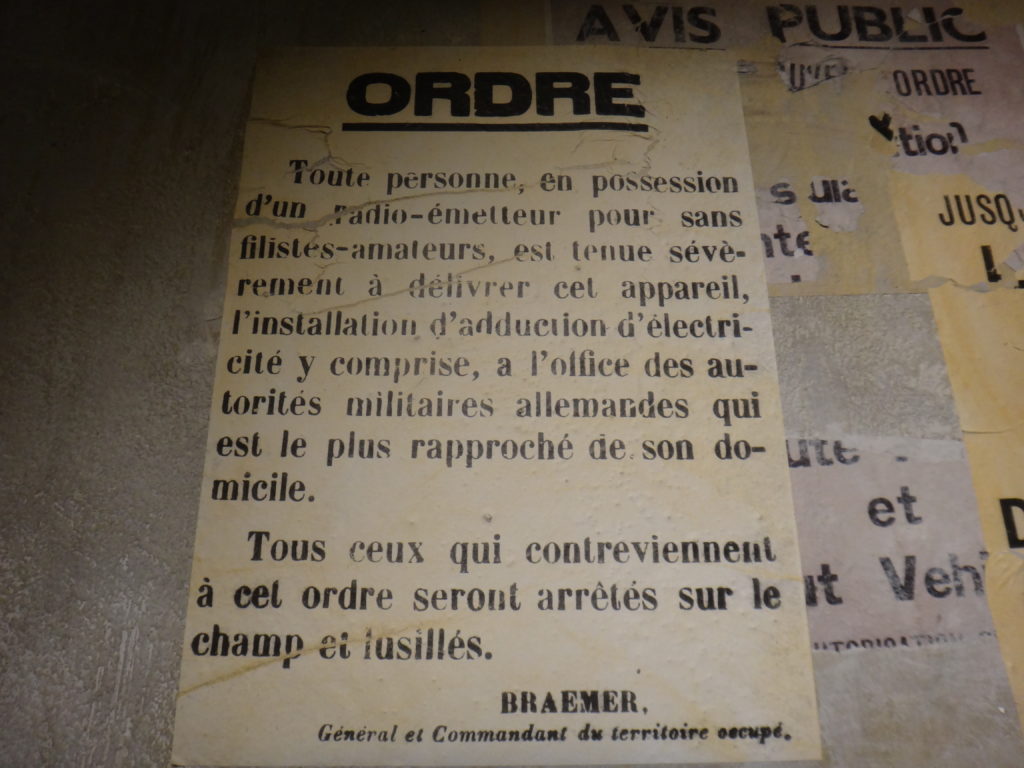 ORDRE
Toute personne, en possession
d'un radio-émetteur pour sans
filistes-amateurs, est tenue sévè-
rement à délivrer cet appareil,
l'installation d'adduction d'électri-
cité y comprise, a l'office des au-
torités militaires allemandes qui
est le plus rapproché de son do-
micile.
Tous ceux qui contreviennent
à cet ordre seront arrêtés sur le
champ et fusillés.
BRAEMER,
Général et Commandant du territoire occupé.
AVIS PUBLIC
ORDRE
tion
JUSQ
et
Veh